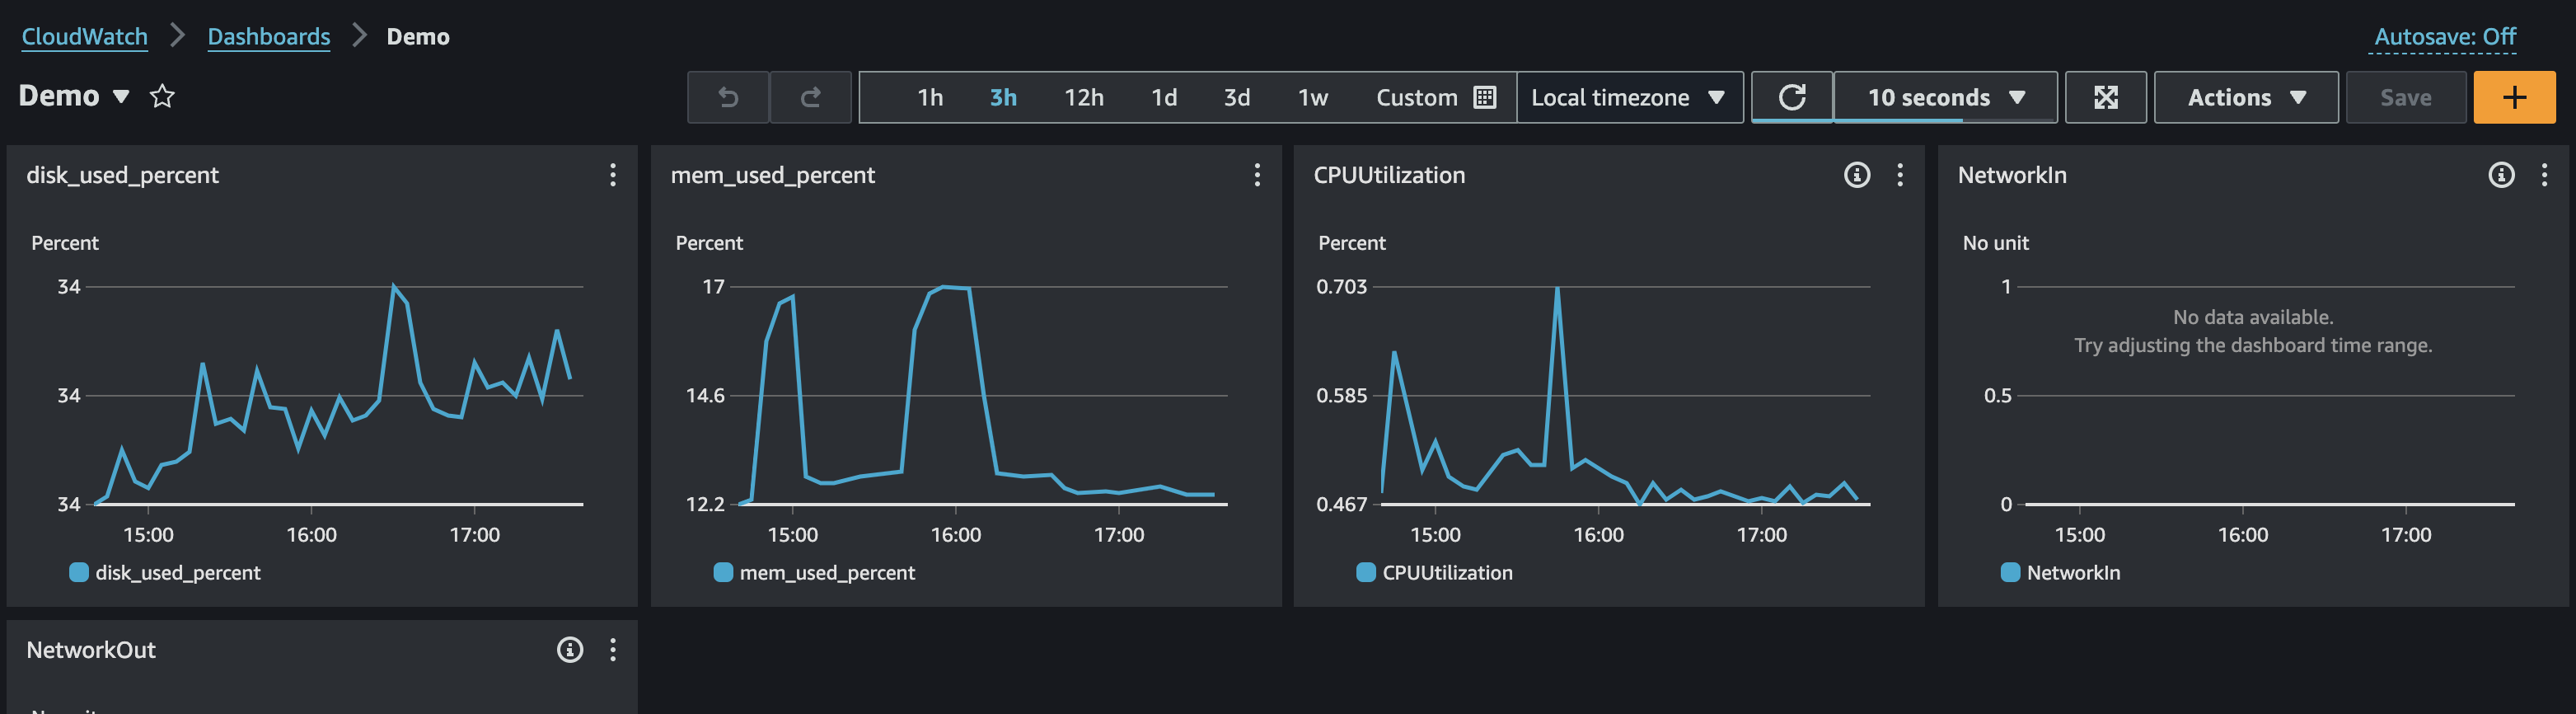 CloudWatch > Dashboards > Demo
Autosave: Off
Demo
1h 3h 12h 1d 3d 1w Custom Local timezone 10 seconds Actions Save +
disk_used_percent
Percent
34
34
34
15:00 16:00 17:00
disk_used_percent
mem_used_percent
Percent
17
14.6
12.2
15:00 16:00 17:00
mem_used_percent
CPUUtilization
Percent
0.703
0.585
0.467
15:00 16:00 17:00
CPUUtilization
NetworkIn
No unit
1
No data available.
Try adjusting the dashboard time range.
0.5
0
15:00 16:00 17:00
NetworkIn
NetworkOut